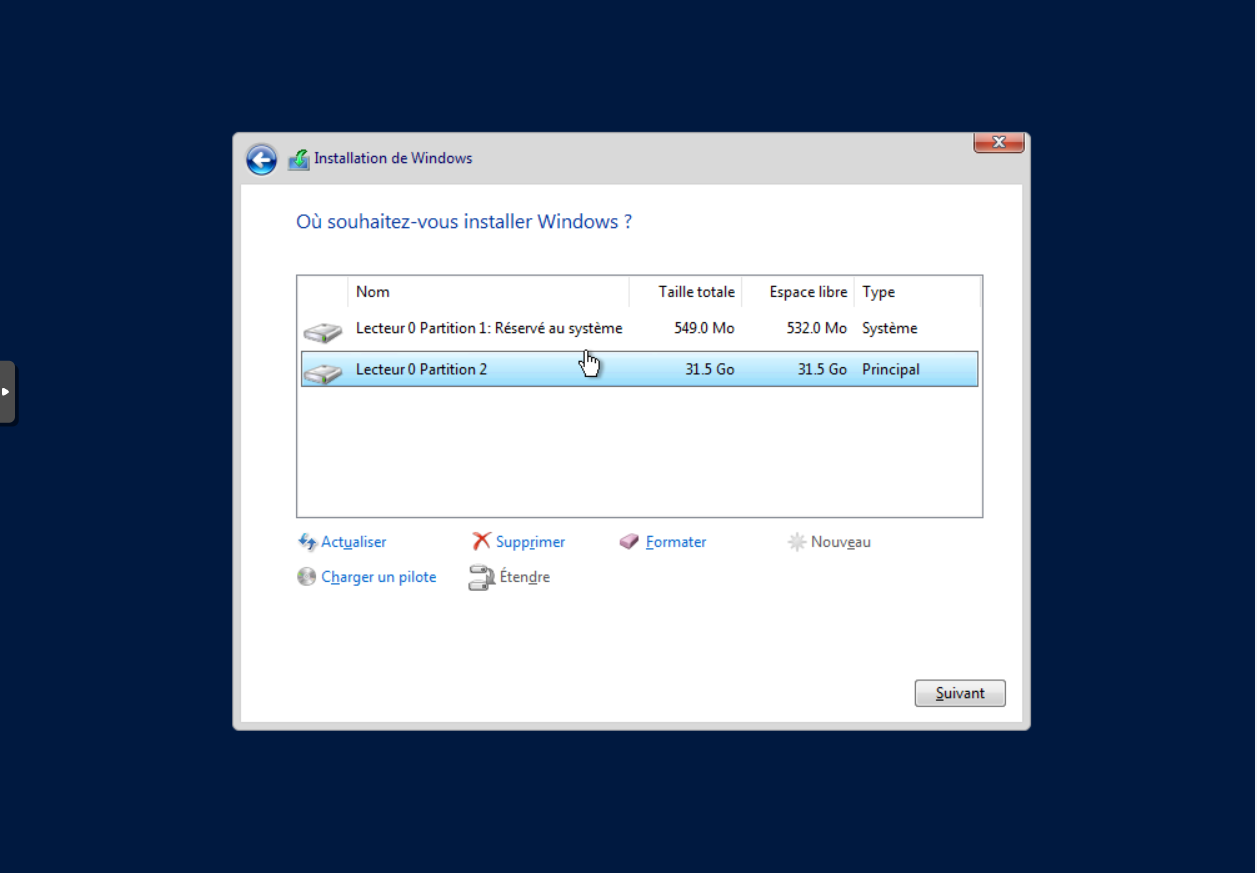 Installation de Windows
Où souhaitez-vous installer Windows ?
Nom Taille totale Espace libre Type
Lecteur 0 Partition 1: Réservé au système 549.0 Mo 532.0 Mo Système
Lecteur 0 Partition 2 31.5 Go 31.5 Go Principal
Actualiser Supprimer Formater Nouveau
Charger un pilote Étendre
Suivant